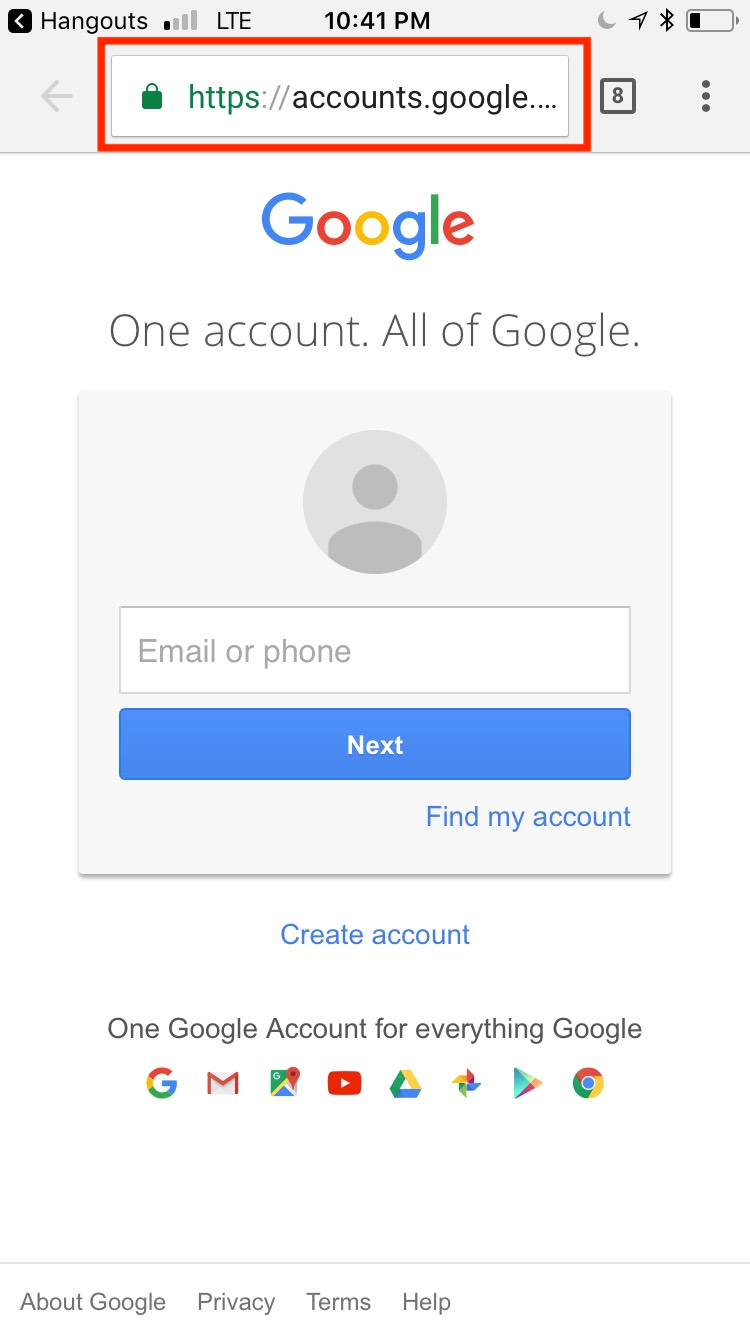 Hangouts LTE 10:41 PM
https://accounts.google.... 8
Google
One account. All of Google.
Email or phone
Next
Find my account
Create account
One Google Account for everything Google
About Google Privacy Terms Help